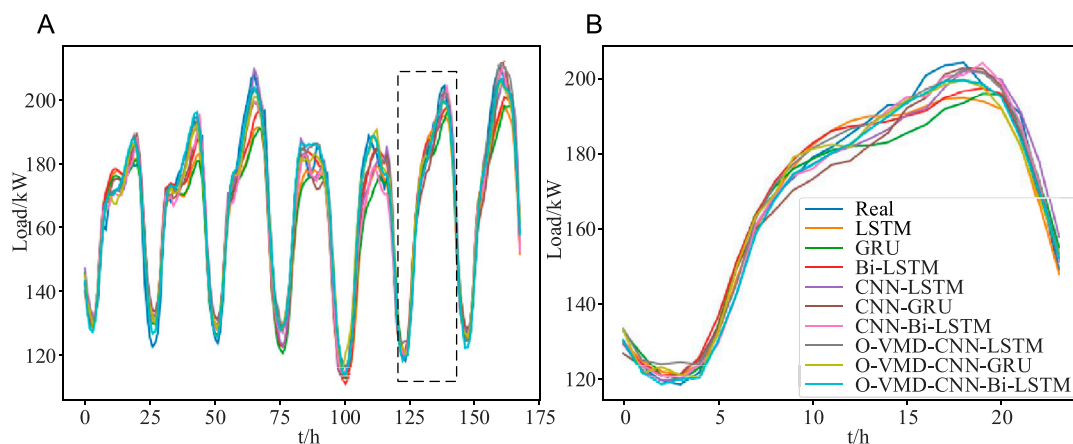 A
B
Load/kW
200
180
160
140
120
0
25
50
75
100
125
150
175
t/h
Load/kW
200
180
160
140
120
0
5
10
15
20
t/h
Real
LSTM
GRU
Bi-LSTM
CNN-LSTM
CNN-GRU
CNN-Bi-LSTM
O-VMD-CNN-LSTM
O-VMD-CNN-GRU
O-VMD-CNN-Bi-LSTM